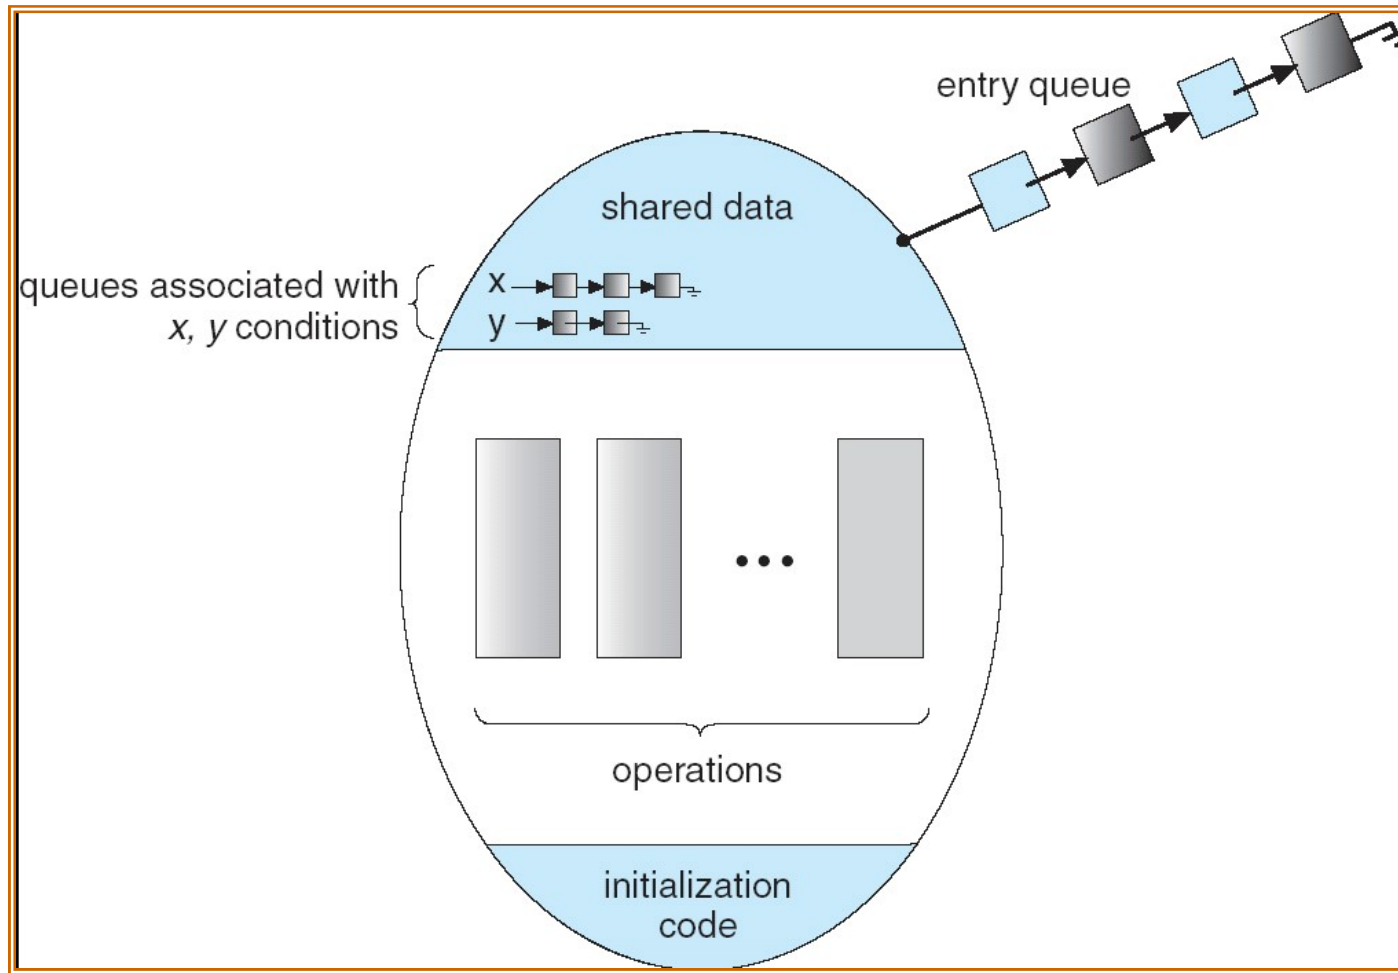 entry queue
shared data
queues associated with
x, y conditions
x
y
operations
initialization
code